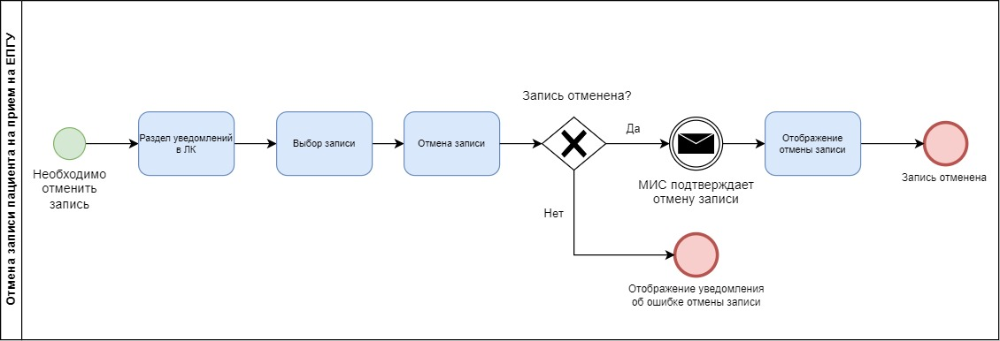 Отмена записи пациента на прием на ЕПГУ
Необходимо
отменить
запись
Раздел уведомлений
в ЛК
Выбор записи
Отмена записи
Запись отменена?
Да
Нет
МИС подтверждает
отмену записи
Отображение
отмены записи
Запись отменена
Отображение уведомления
об ошибке отмены записи